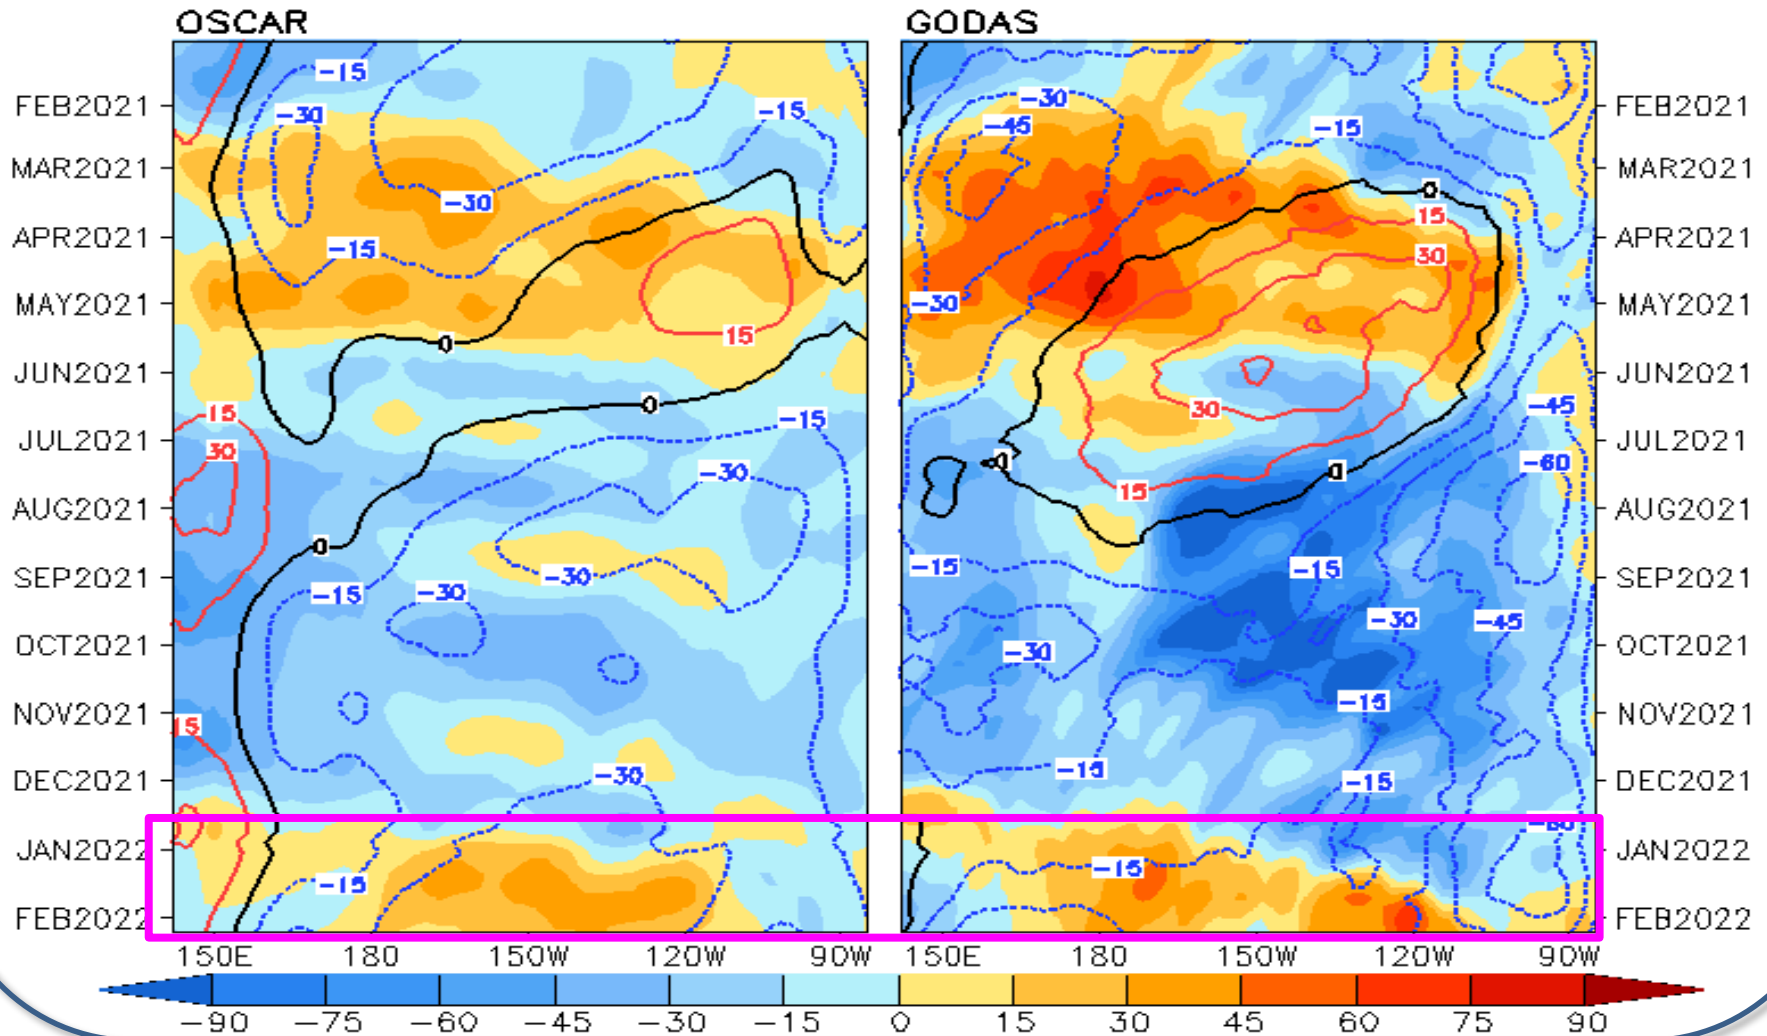 OSCAR GODAS
-15
-30 -15 -30 -15
FEB2021 -45 FEB2021
MAR2021 -30 0 MAR2021
15
APR2021 -15 30 APR2021
MAY2021 -30 MAY2021
0 15
JUN2021 JUN2021
15 0 -15 30 -45
JUL2021 JUL2021
30 -30 0 0 -60
15
AUG2021 AUG2021
0
SEP2021 -30 -15 -15 SEP2021
-15 -30 -30 -45
OCT2021 -30 OCT2021
NOV2021 -15 NOV2021
15
DEC2021 -30 -15 -15 DEC2021
-60
JAN2022 JAN2022
-15 -15
FEB2022 FEB2022
150E 180 150W 120W 90W 150E 180 150W 120W 90W
-90 -75 -60 -45 -30 -15 0 15 30 45 60 75 90